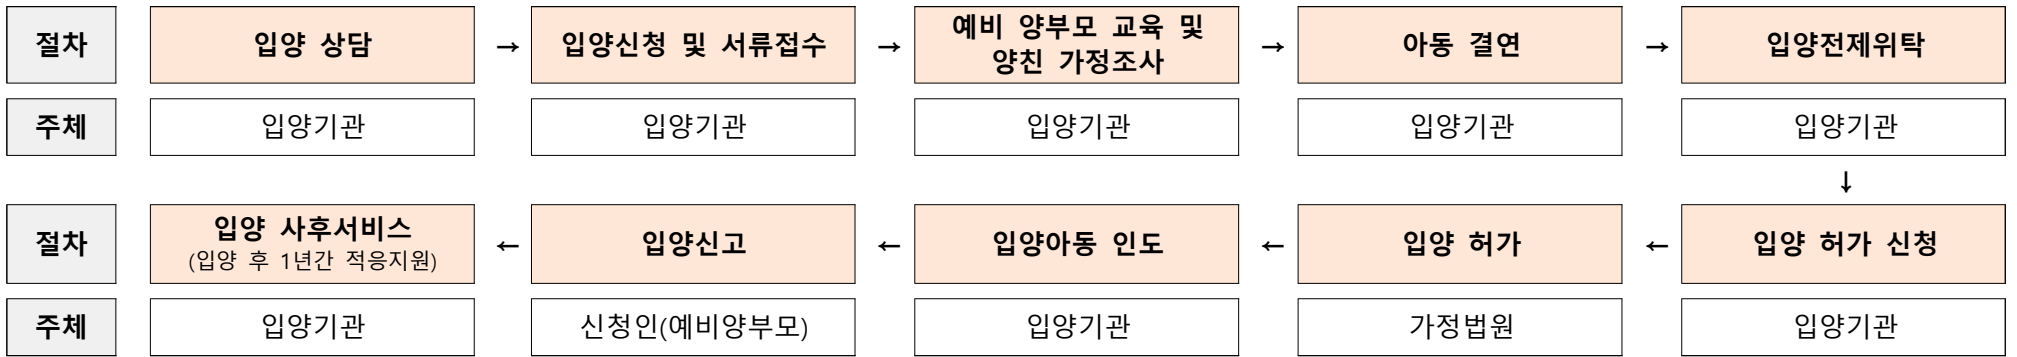 절차
입양 상담
→
입양신청 및 서류접수
→
예비 양부모 교육 및
양친 가정조사
→
아동 결연
→
입양전제위탁
주체
입양기관
입양기관
입양기관
입양기관
입양기관
↓
절차
입양 사후서비스
(입양 후 1년간 적응지원)
←
입양신고
←
입양아동 인도
←
입양 허가
←
입양 허가 신청
주체
입양기관
신청인(예비양부모)
입양기관
가정법원
입양기관